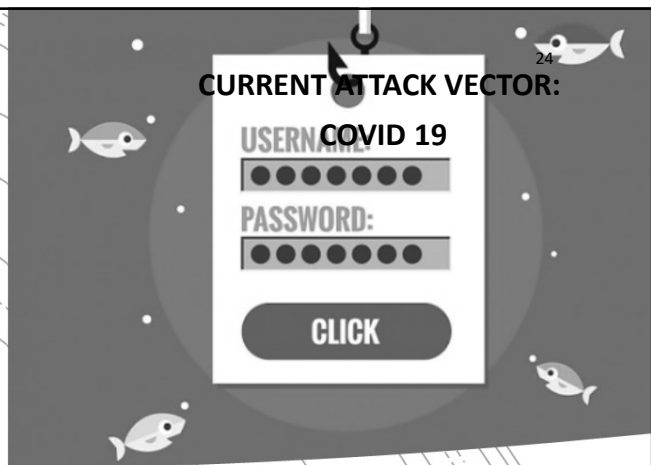 24
CURRENT ATTACK VECTOR:
COVID 19
USERNAME:
●●●●●●●
PASSWORD:
●●●●●●●
CLICK